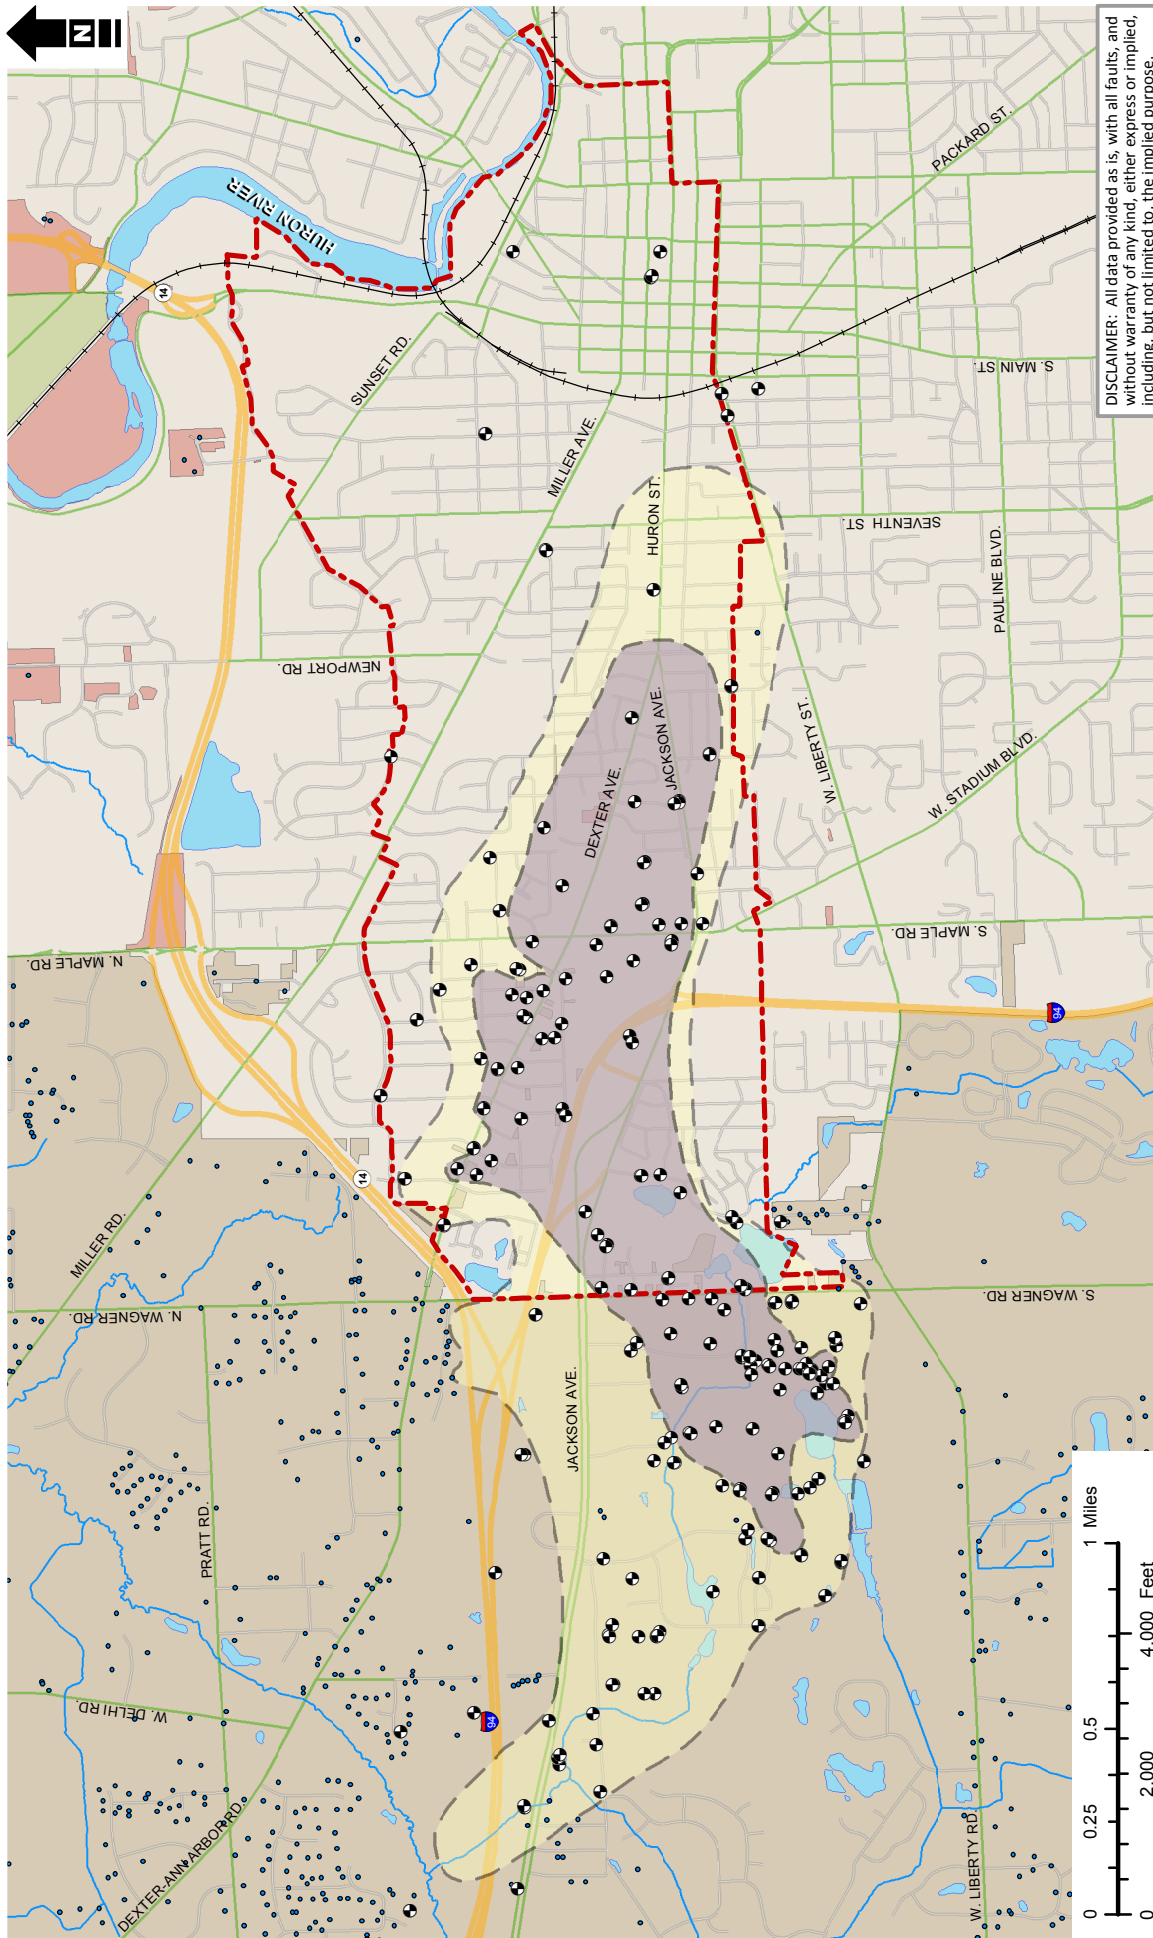 N
14
HURON RIVER
SUNSET RD.
MILLER AVE.
PACKARD ST.
S. MAIN ST.
HURON ST.
SEVENTH ST.
PAULINE BLVD.
NEWPORT RD.
JACKSON AVE.
DEXTER AVE.
W. LIBERTY ST.
W. STADIUM BLVD.
N. MAPLE RD.
S. MAPLE RD.
94
14
MILLER RD.
N. WAGNER RD.
S. WAGNER RD.
JACKSON AVE.
PRATT RD.
W. DELHI RD.
94
DEXTER-ANN ARBOR RD.
W. LIBERTY RD.
0 0.25 0.5 1 Miles
0 2,000 4,000 Feet
DISCLAIMER: All data provided as is, with all faults, and
without warranty of any kind, either express or implied,
including, but not limited to, the implied purpose.